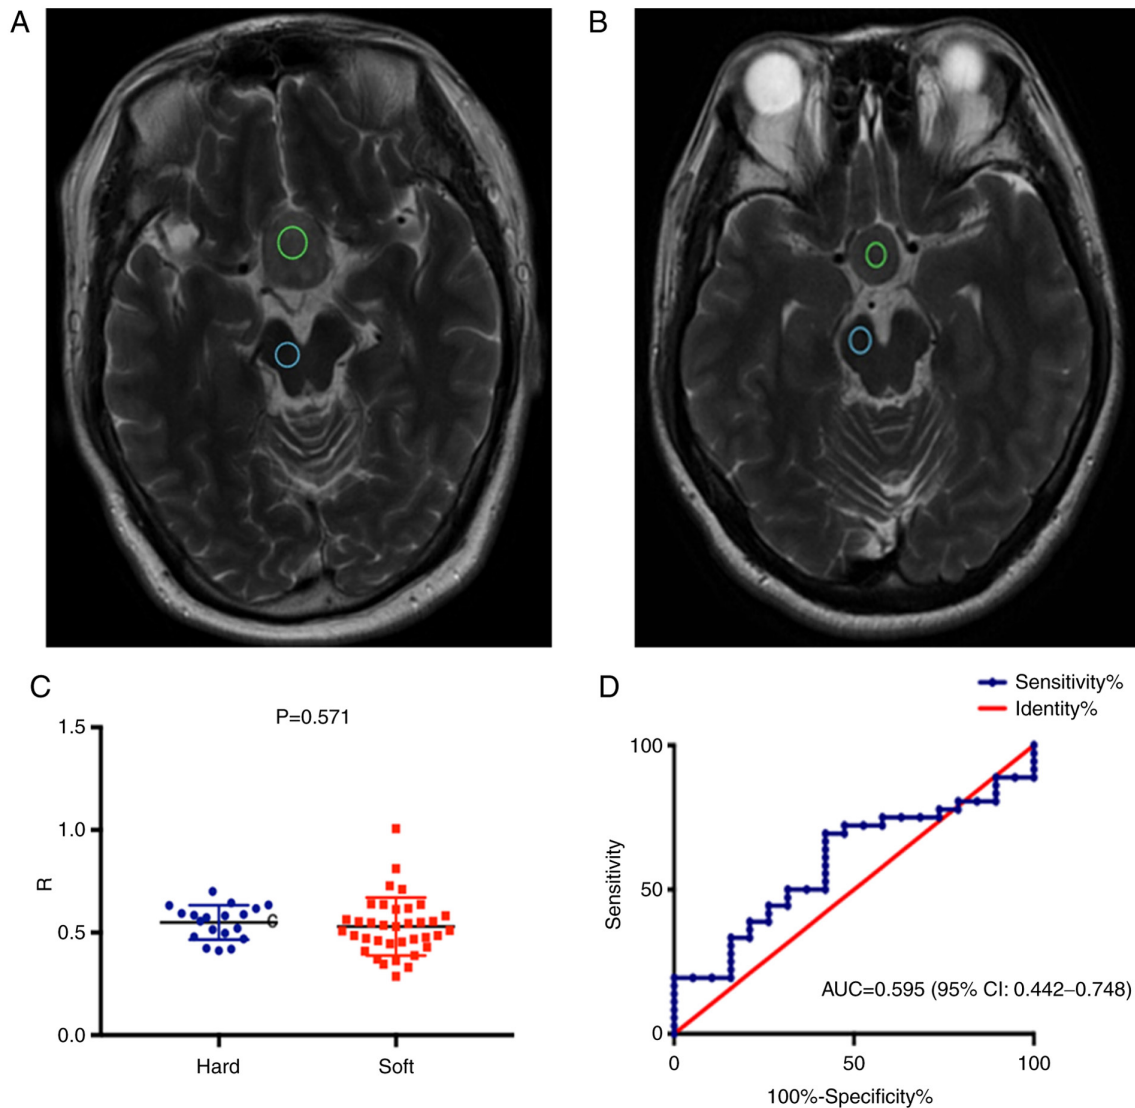 A
B
C
P=0.571
1.5
1.0
0.5
0.0
R
Hard
Soft
D
Sensitivity%
Identity%
100
50
0
Sensitivity
AUC=0.595 (95% CI: 0.442–0.748)
0
50
100
100%-Specificity%